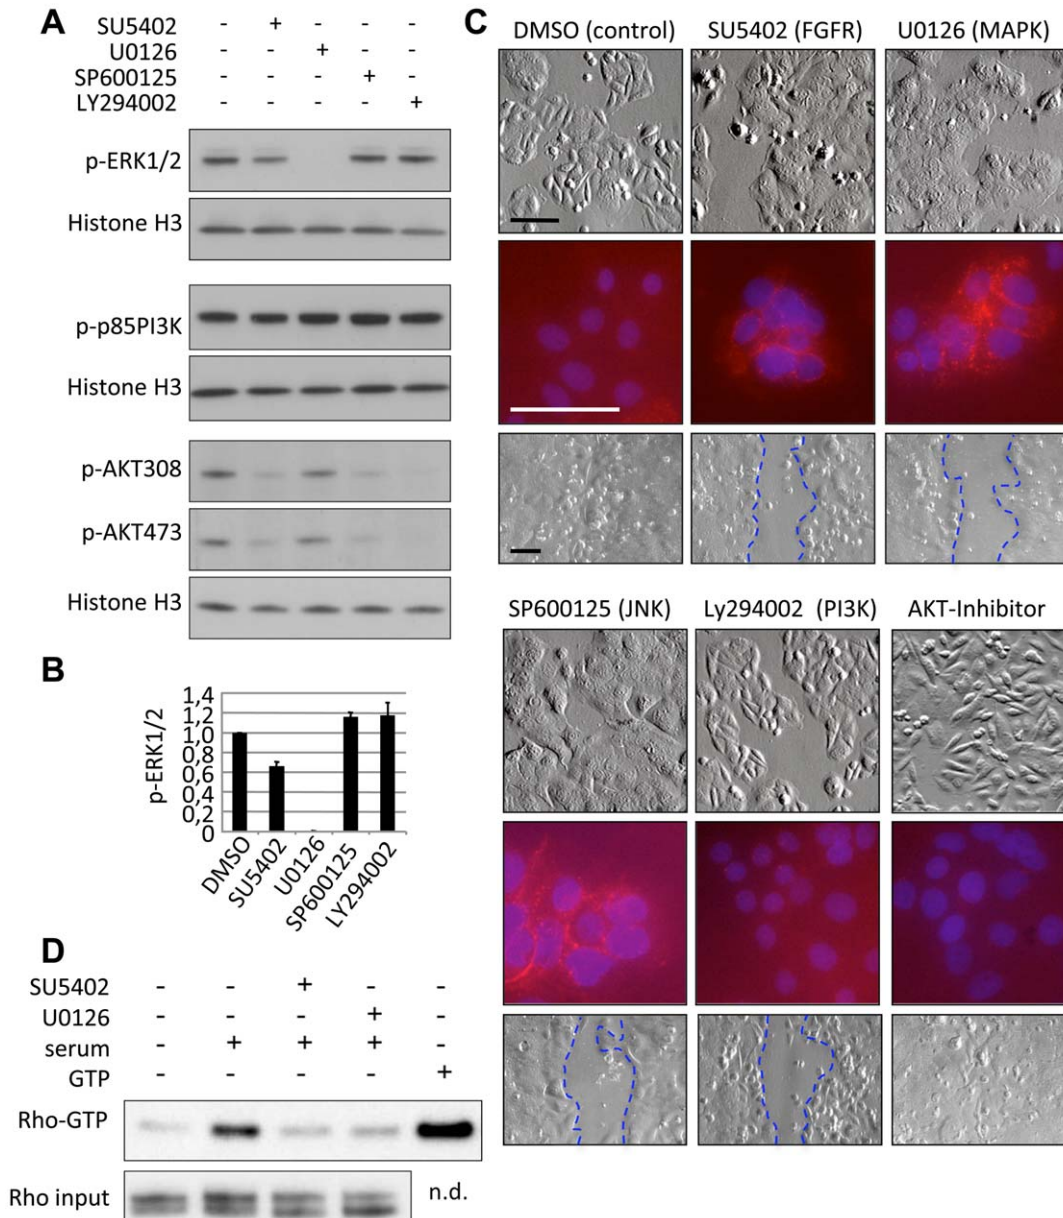 A
SU5402 - + - - -
U0126 - - + - -
SP600125 - - - + -
LY294002 - - - - +
p-ERK1/2
Histone H3
p-p85PI3K
Histone H3
p-AKT308
p-AKT473
Histone H3
B
p-ERK1/2
1,4
1,2
1,0
0,8
0,6
0,4
0,2
0
DMSO
SU5402
U0126
SP600125
LY294002
C
DMSO (control) SU5402 (FGFR) U0126 (MAPK)
SP600125 (JNK) Ly294002 (PI3K) AKT-Inhibitor
D
SU5402 - - + - -
U0126 - - - + -
serum - + + + -
GTP - - - - +
Rho-GTP
Rho input n.d.